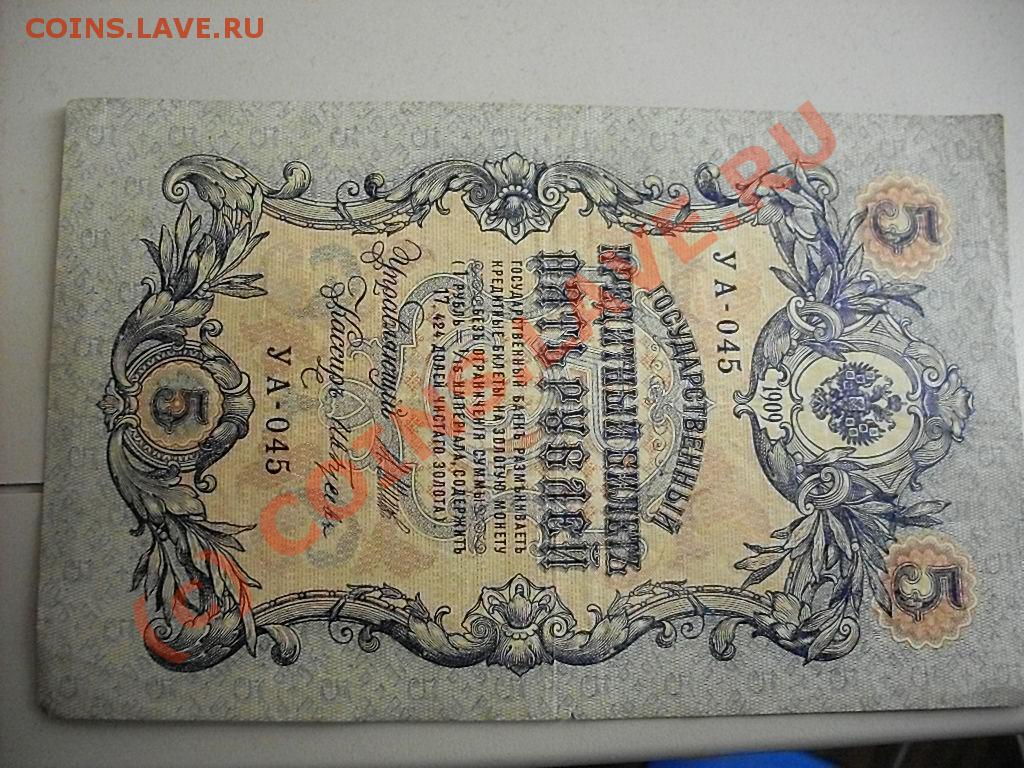 COINS.LAVE.RU
5 5
1909
ГОСУДАРСТВЕННЫЙ
КРЕДИТНЫЙ БИЛЕТЪ
УА-045
ПЯТЬ РУБЛЕЙ
ГОСУДАРСТВЕННЫЙ БАНКЪ РАЗМѢНИВАЕТЪ
КРЕДИТНЫЕ БИЛЕТЫ НА ЗОЛОТУЮ МОНЕТУ
БЕЗЪ ОГРАНИЧЕНІЯ СУММЫ
(1 РУБЛЬ = 1/15 ИМПЕРІАЛА, СОДЕРЖИТЪ
17,424 ДОЛЕЙ ЧИСТАГО ЗОЛОТА)
Управляющій
Кассиръ
УА-045
5
(c) COINS.LAVE.RU